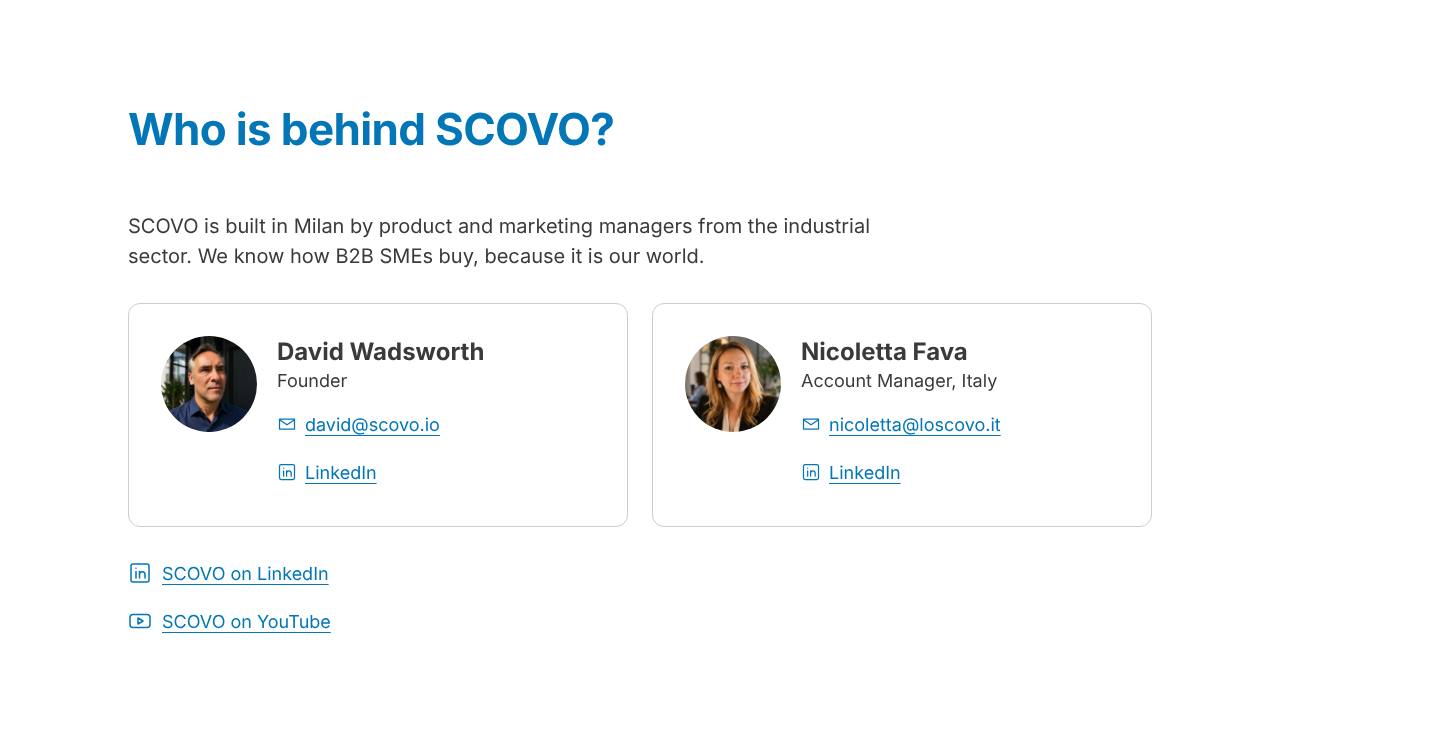 Who is behind SCOVO?
SCOVO is built in Milan by product and marketing managers from the industrial
sector. We know how B2B SMEs buy, because it is our world.
David Wadsworth
Founder
david@scovo.io
LinkedIn
Nicoletta Fava
Account Manager, Italy
nicoletta@loscovo.it
LinkedIn
SCOVO on LinkedIn
SCOVO on YouTube